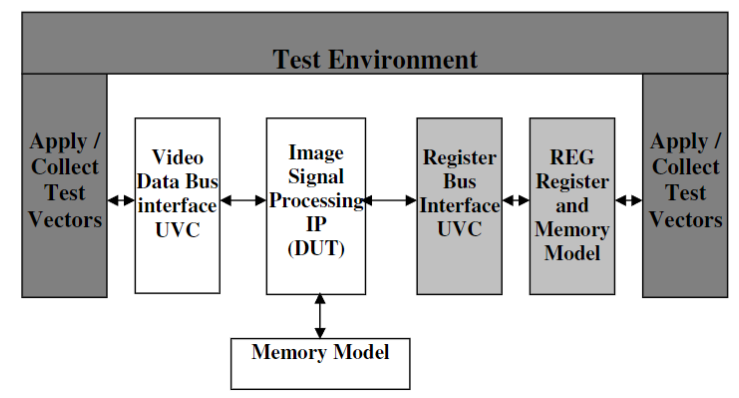 Test Environment
Apply /
Collect
Test
Vectors
Video
Data Bus
interface
UVC
Image
Signal
Processing
IP
(DUT)
Register
Bus
Interface
UVC
REG
Register
and
Memory
Model
Apply /
Collect
Test
Vectors
Memory Model